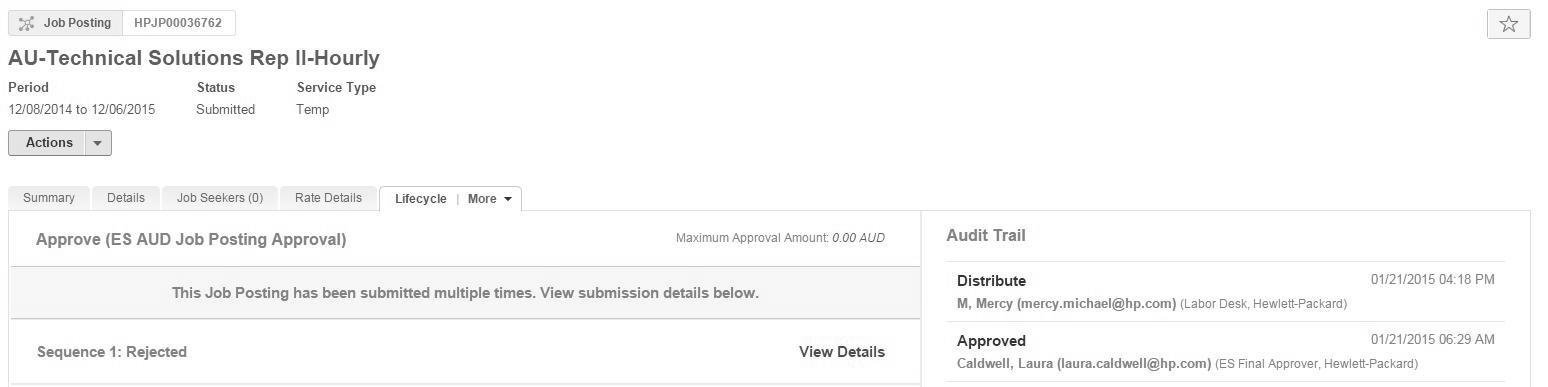 Job Posting HPJP00036762
AU-Technical Solutions Rep II-Hourly
Period Status Service Type
12/08/2014 to 12/06/2015 Submitted Temp
Actions
Summary Details Job Seekers (0) Rate Details Lifecycle | More
Approve (ES AUD Job Posting Approval) Maximum Approval Amount: 0.00 AUD
This Job Posting has been submitted multiple times. View submission details below.
Sequence 1: Rejected View Details
Audit Trail
Distribute 01/21/2015 04:18 PM
M, Mercy (mercy.michael@hp.com) (Labor Desk, Hewlett-Packard)
Approved 01/21/2015 06:29 AM
Caldwell, Laura (laura.caldwell@hp.com) (ES Final Approver, Hewlett-Packard)